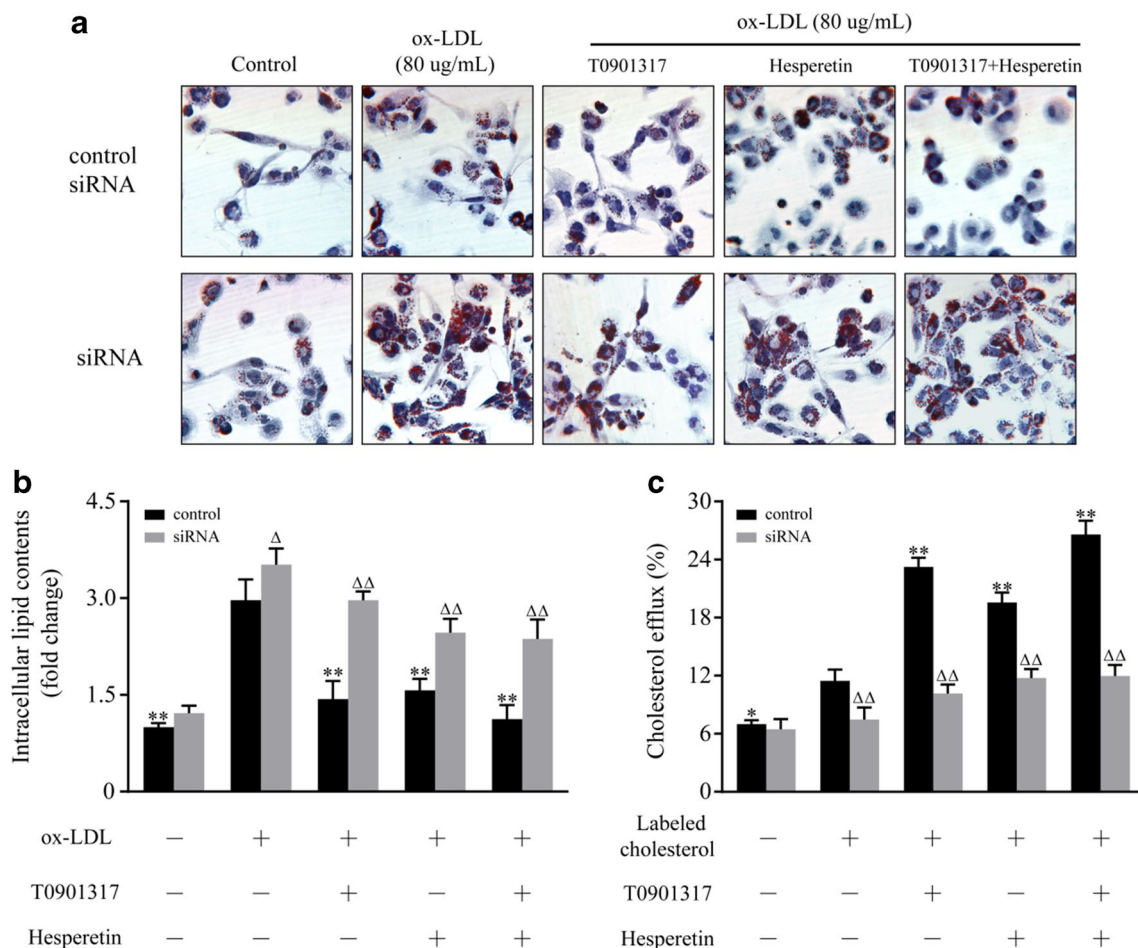 a
ox-LDL (80 ug/mL)
ox-LDL
(80 ug/mL)
Control
T0901317
Hesperetin
T0901317+Hesperetin
control
siRNA
siRNA
b
4.5
3.0
1.5
0
Intracellular lipid contents
(fold change)
control
siRNA
**
Δ
**
ΔΔ
**
ΔΔ
**
ΔΔ
ox-LDL − + + + +
T0901317 − − + − +
Hesperetin − − − + +
c
30
24
18
12
6
0
Cholesterol efflux (%)
control
siRNA
*
ΔΔ
**
ΔΔ
**
ΔΔ
**
ΔΔ
Labeled
cholesterol − + + + +
T0901317 − − + − +
Hesperetin − − − + +